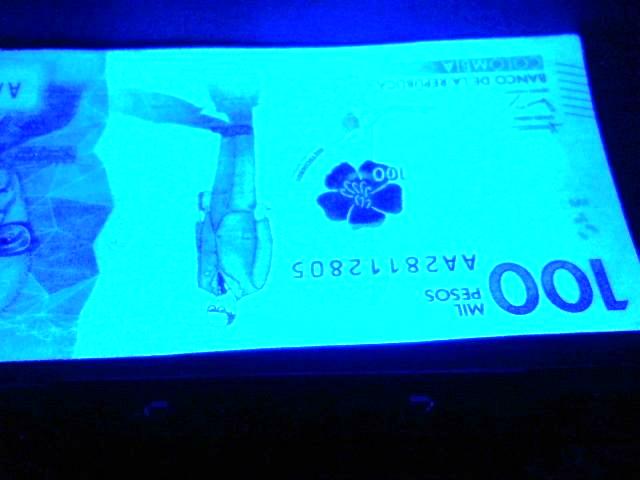 100
MIL
PESOS
AA28112805
100
BANCO DE LA REPÚBLICA
COLOMBIA